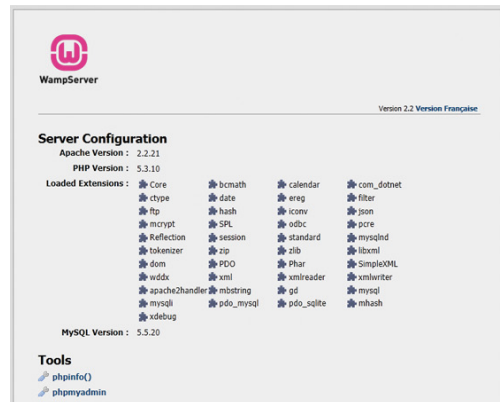 W
WampServer
Version 2.2 Version Française
Server Configuration
Apache Version : 2.2.21
PHP Version : 5.3.10
Loaded Extensions : Core bcmath calendar com_dotnet
ctype date ereg filter
ftp hash iconv json
mcrypt SPL odbc pcre
Reflection session standard mysqlnd
tokenizer zip zlib libxml
dom PDO Phar SimpleXML
wddx xml xmlreader xmlwriter
apache2handler mbstring gd mysql
mysqli pdo_mysql pdo_sqlite mhash
xdebug
MySQL Version : 5.5.20
Tools
phpinfo()
phpmyadmin